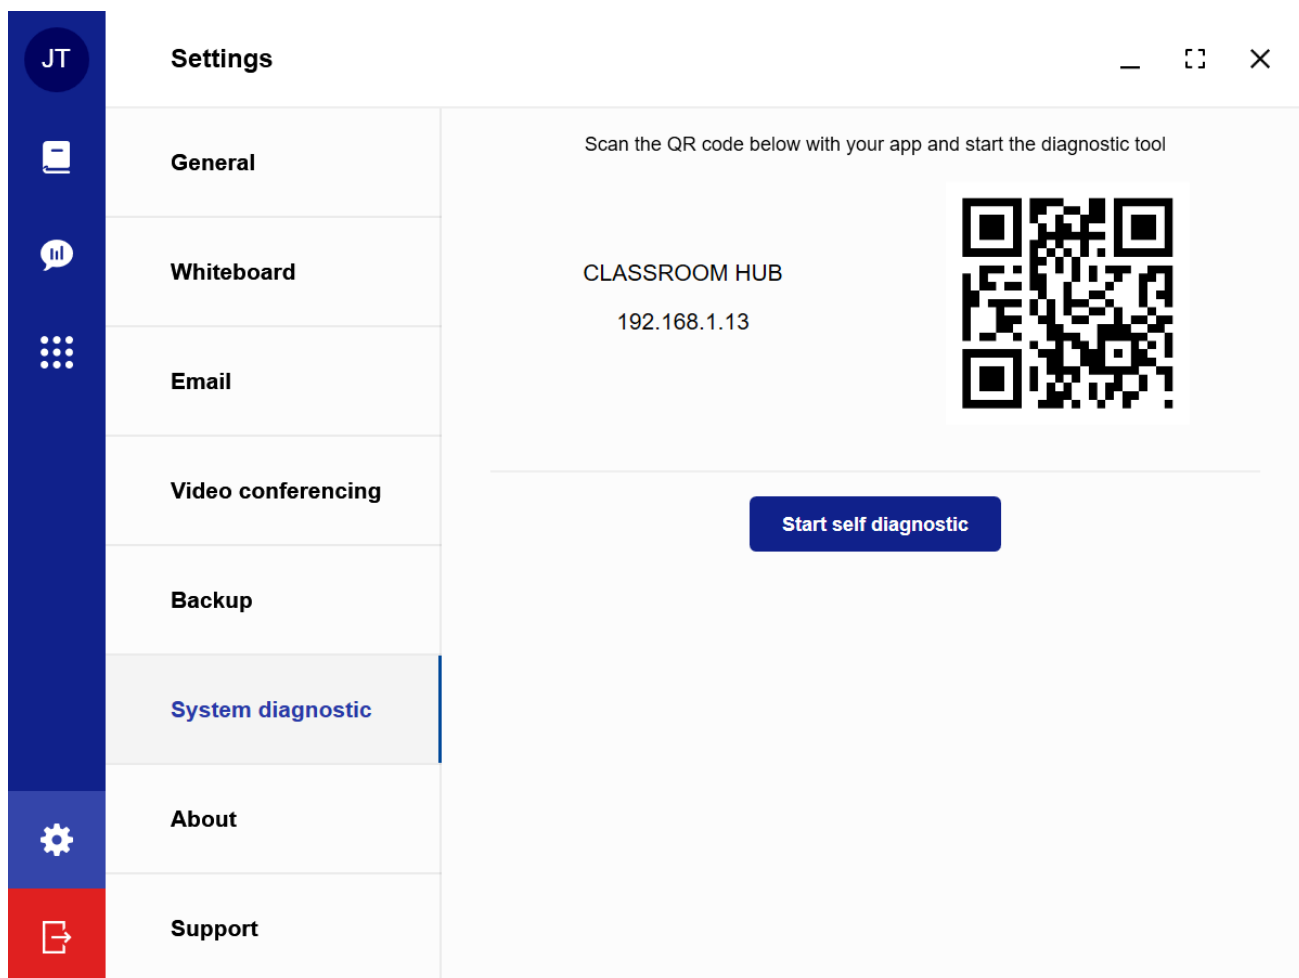 JT
Settings
General
Whiteboard
Email
Video conferencing
Backup
System diagnostic
About
Support
Scan the QR code below with your app and start the diagnostic tool
CLASSROOM HUB
192.168.1.13
Start self diagnostic